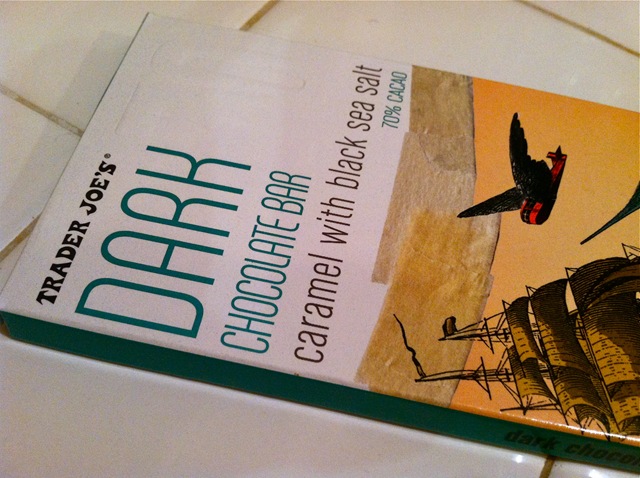 TRADER JOE'S®
DARK
CHOCOLATE BAR
caramel with black sea salt
70% CACAO
dark chocol